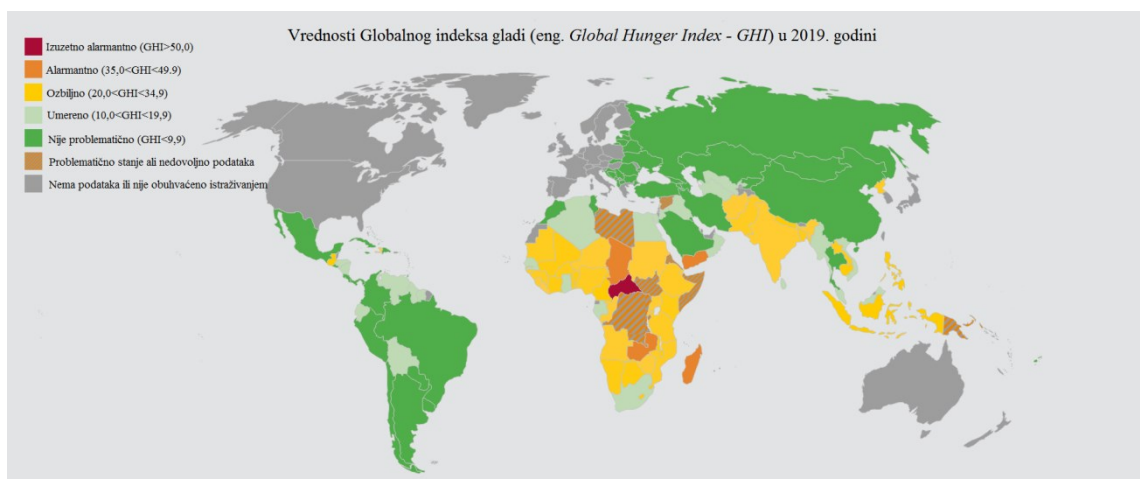 Vrednosti Globalnog indeksa gladi (eng. Global Hunger Index - GHI) u 2019. godini
Izuzetno alarmantno (GHI>50,0)
Alarmantno (35,0<GHI<49.9)
Ozbiljno (20,0<GHI<34,9)
Umereno (10,0<GHI<19,9)
Nije problematično (GHI<9,9)
Problematično stanje ali nedovoljno podataka
Nema podataka ili nije obuhvaćeno istraživanjem